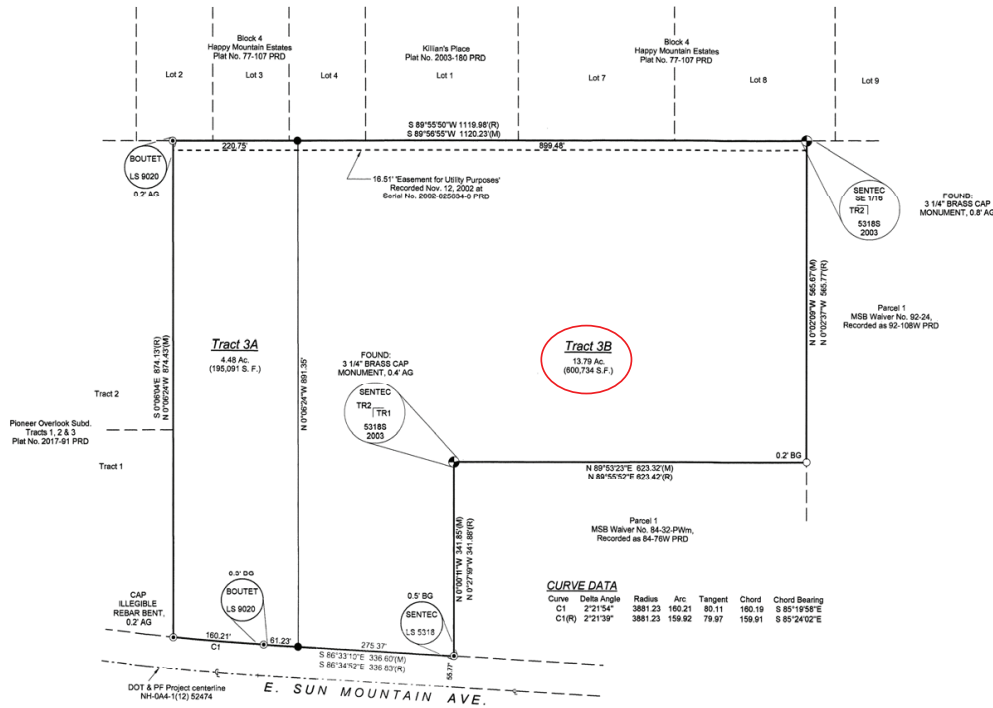 Block 4
Happy Mountain Estates
Plat No. 77-107 PRD
Killian's Place
Plat No. 2003-180 PRD
Block 4
Happy Mountain Estates
Plat No. 77-107 PRD
Lot 2
Lot 3
Lot 4
Lot 1
Lot 7
Lot 8
Lot 9
S 89°55'50"W 1119.98'(R)
S 89°56'55"W 1120.23'(M)
220.75'
899.48'
BOUTET
LS 9020
0.2' AG
16.51' 'Easement for Utility Purposes'
Recorded Nov. 12, 2002 at
Serial No. 2002-025034-0 PRD
SENTEC
SE 1/16
TR2
5318S
2003
FOUND:
3 1/4" BRASS CAP
MONUMENT, 0.8' AG
N 0°02'09"W 565.67'(M)
N 0°02'37"W 565.77'(R)
Parcel 1
MSB Waiver No. 92-24,
Recorded as 92-108W PRD
S 0°06'04"E 874.13'(R)
N 0°06'24"W 874.43'(M)
Tract 3A
4.48 Ac.
(195,091 S. F.)
N 0°06'24"W 891.35'
FOUND:
3 1/4" BRASS CAP
MONUMENT, 0.4' AG
SENTEC
TR2
TR1
5318S
2003
Tract 3B
13.79 Ac.
(600,734 S.F.)
Tract 2
Pioneer Overlook Subd.
Tracts 1, 2 & 3
Plat No. 2017-91 PRD
Tract 1
0.2' BG
N 89°53'23"E 623.32'(M)
N 89°55'52"E 623.42'(R)
N 0°00'11"W 341.85'(M)
N 0°27'59"W 341.88'(R)
Parcel 1
MSB Waiver No. 84-32-PWm,
Recorded as 84-76W PRD
CAP
ILLEGIBLE
REBAR BENT,
0.2' AG
BOUTET
LS 9020
0.5' BG
SENTEC
LS 5318
CURVE DATA
Curve Delta Angle Radius Arc Tangent Chord Chord Bearing
C1 2°21'54" 3881.23 160.21 80.11 160.19 S 85°19'58"E
C1(R) 2°21'39" 3881.23 159.92 79.97 159.91 S 85°24'02"E
160.21'
C1
61.23'
275.37'
S 86°33'10"E 336.60'(M)
S 86°34'52"E 336.63'(R)
55.77'
DOT & PF Project centerline
NH-0A4-1(12) 52474
E. SUN MOUNTAIN AVE.